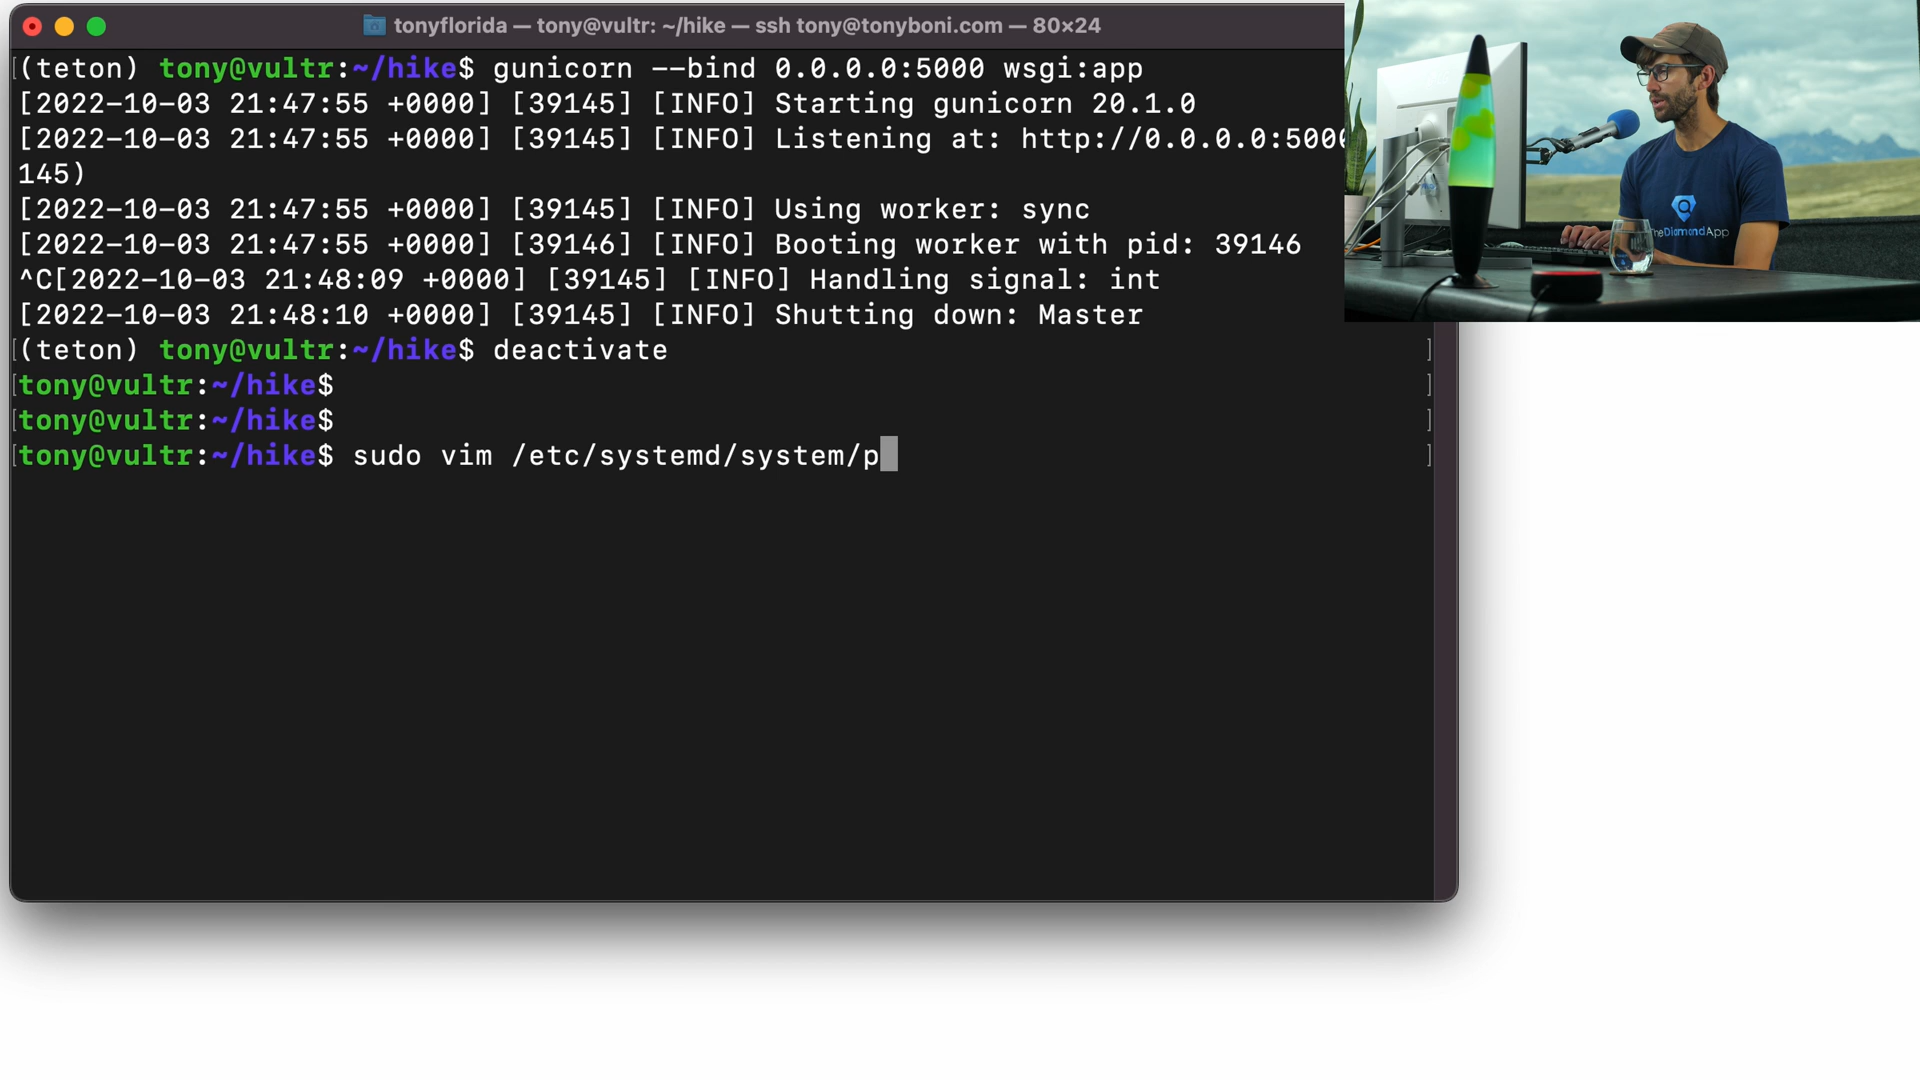 tonyflorida — tony@vultr: ~/hike — ssh tony@tonyboni.com — 80×24
(teton) tony@vultr:~/hike$ gunicorn --bind 0.0.0.0:5000 wsgi:app
[2022-10-03 21:47:55 +0000] [39145] [INFO] Starting gunicorn 20.1.0
[2022-10-03 21:47:55 +0000] [39145] [INFO] Listening at: http://0.0.0.0:5000
145)
[2022-10-03 21:47:55 +0000] [39145] [INFO] Using worker: sync
[2022-10-03 21:47:55 +0000] [39146] [INFO] Booting worker with pid: 39146
^C[2022-10-03 21:48:09 +0000] [39145] [INFO] Handling signal: int
[2022-10-03 21:48:10 +0000] [39145] [INFO] Shutting down: Master
(teton) tony@vultr:~/hike$ deactivate
tony@vultr:~/hike$
tony@vultr:~/hike$
tony@vultr:~/hike$ sudo vim /etc/systemd/system/p
TheDiamondApp